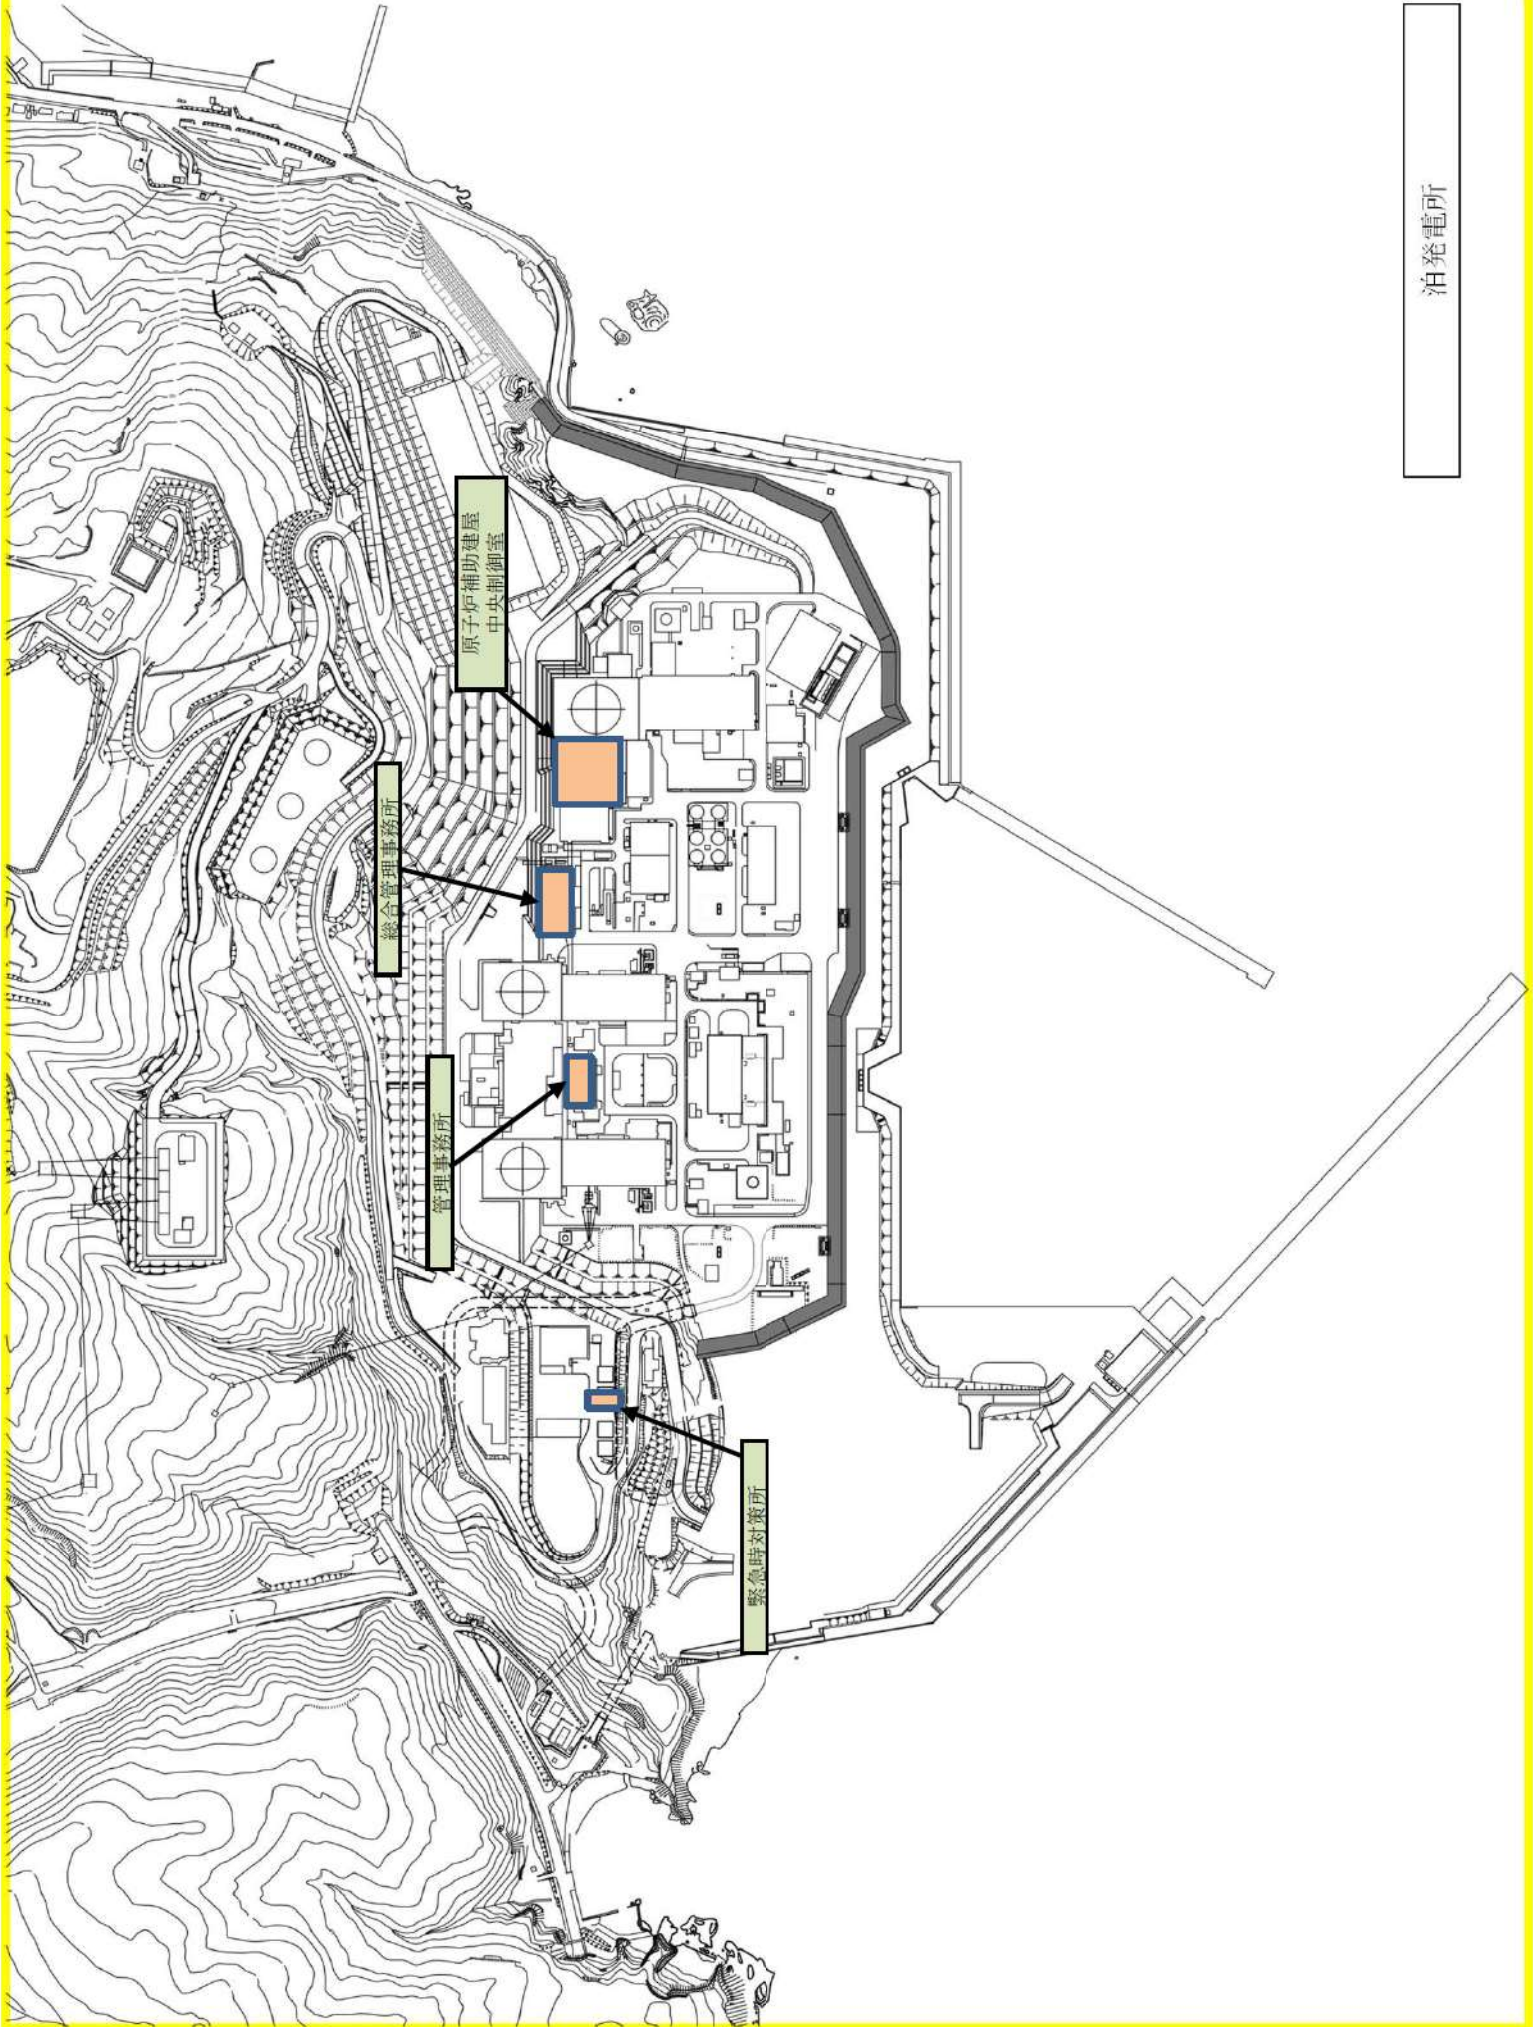 泊発電所
原子炉補助建屋
中央制御室
総合管理事務所
管理事務所
緊急時対策所